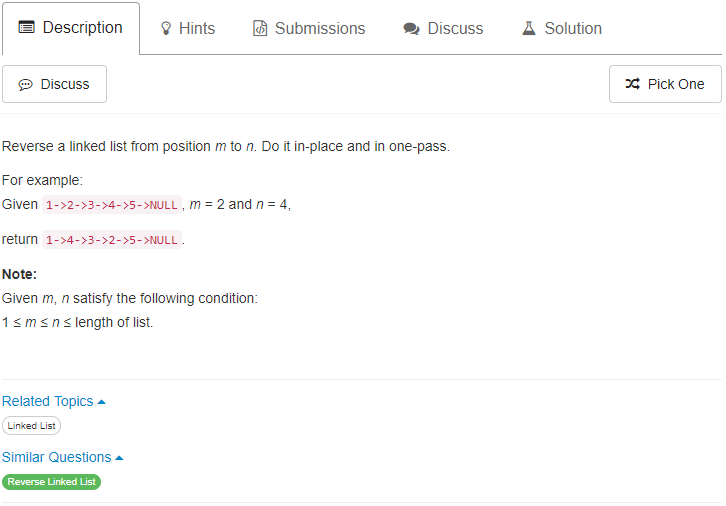 Description Hints Submissions Discuss Solution
Discuss Pick One
Reverse a linked list from position m to n. Do it in-place and in one-pass.
For example:
Given 1->2->3->4->5->NULL , m = 2 and n = 4,
return 1->4->3->2->5->NULL .
Note:
Given m, n satisfy the following condition:
1 ≤ m ≤ n ≤ length of list.
Related Topics
Linked List
Similar Questions
Reverse Linked List